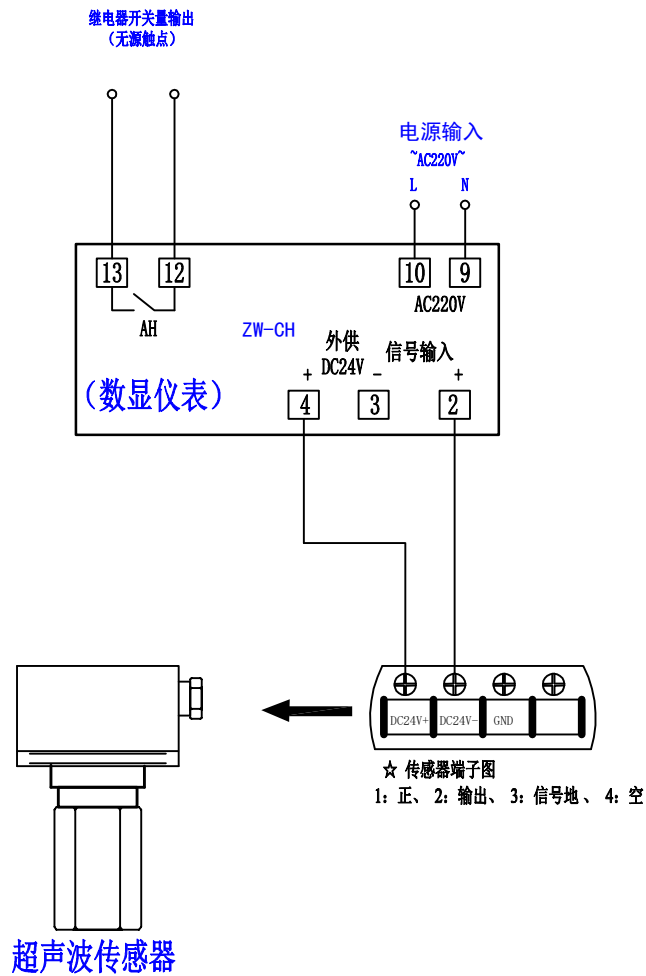 继电器开关量输出
（无源触点）
电源输入
~AC220V~
L N
13 12 10 9
AH
AC220V
ZW-CH
外供
DC24V
信号输入
+ - +
（数显仪表）
4 3 2
DC24V+ DC24V- GND
☆ 传感器端子图
1：正、 2：输出、 3：信号地 、 4：空
超声波传感器